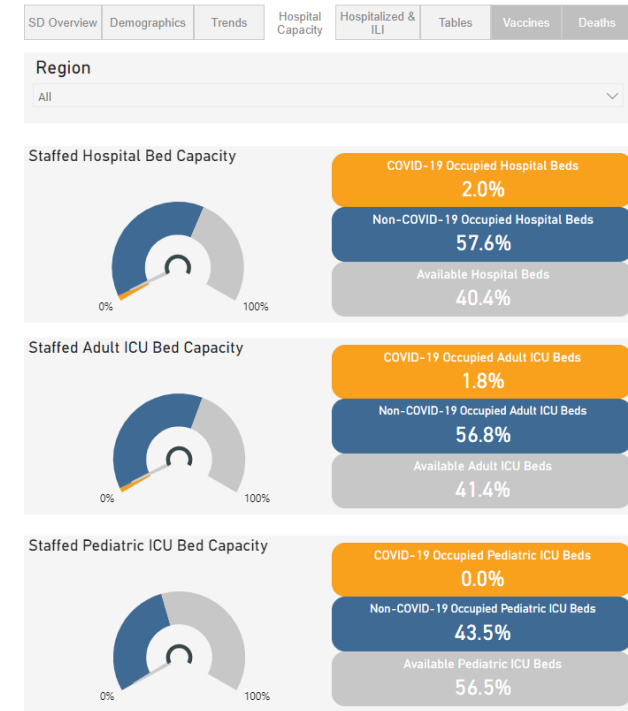 SD Overview
Demographics
Trends
Hospital
Capacity
Hospitalized &
ILI
Tables
Vaccines
Deaths
Region
All
Staffed Hospital Bed Capacity
0%
100%
COVID-19 Occupied Hospital Beds
2.0%
Non-COVID-19 Occupied Hospital Beds
57.6%
Available Hospital Beds
40.4%
Staffed Adult ICU Bed Capacity
0%
100%
COVID-19 Occupied Adult ICU Beds
1.8%
Non-COVID-19 Occupied Adult ICU Beds
56.8%
Available Adult ICU Beds
41.4%
Staffed Pediatric ICU Bed Capacity
0%
100%
COVID-19 Occupied Pediatric ICU Beds
0.0%
Non-COVID-19 Occupied Pediatric ICU Beds
43.5%
Available Pediatric ICU Beds
56.5%